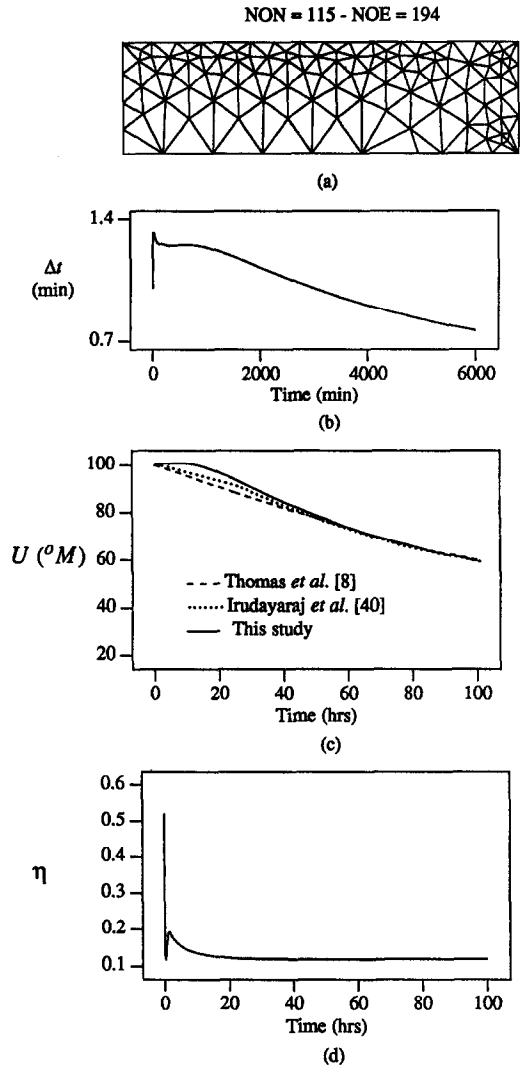 NON = 115 - NOE = 194
(a)
1.4
Δt
(min)
0.7
0 2000 4000 6000
Time (min)
(b)
100
80
U (°M)
60
40
20
Thomas et al. [8]
Irudayaraj et al. [40]
This study
0 20 40 60 80 100
Time (hrs)
(c)
0.6
0.5
0.4
η
0.3
0.2
0.1
0 20 40 60 80 100
Time (hrs)
(d)